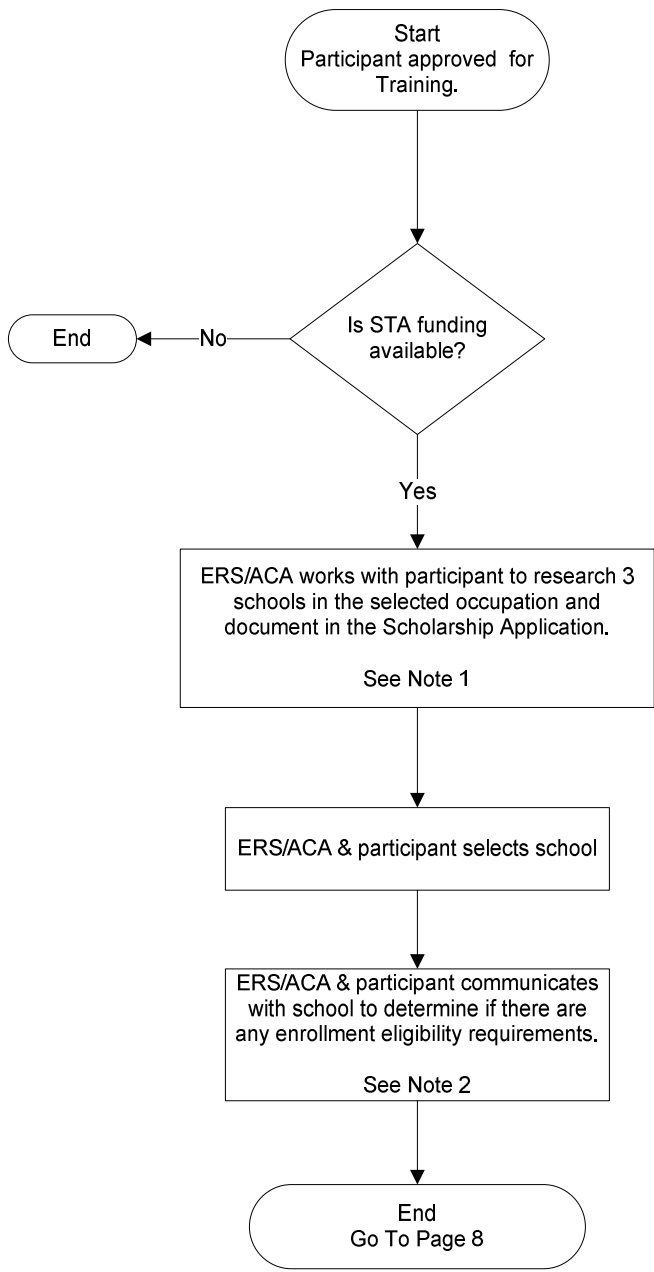 Start
Participant approved for
Training.
Is STA funding
available?
No
End
Yes
ERS/ACA works with participant to research 3
schools in the selected occupation and
document in the Scholarship Application.
See Note 1
ERS/ACA & participant selects school
ERS/ACA & participant communicates
with school to determine if there are
any enrollment eligibility requirements.
See Note 2
End
Go To Page 8